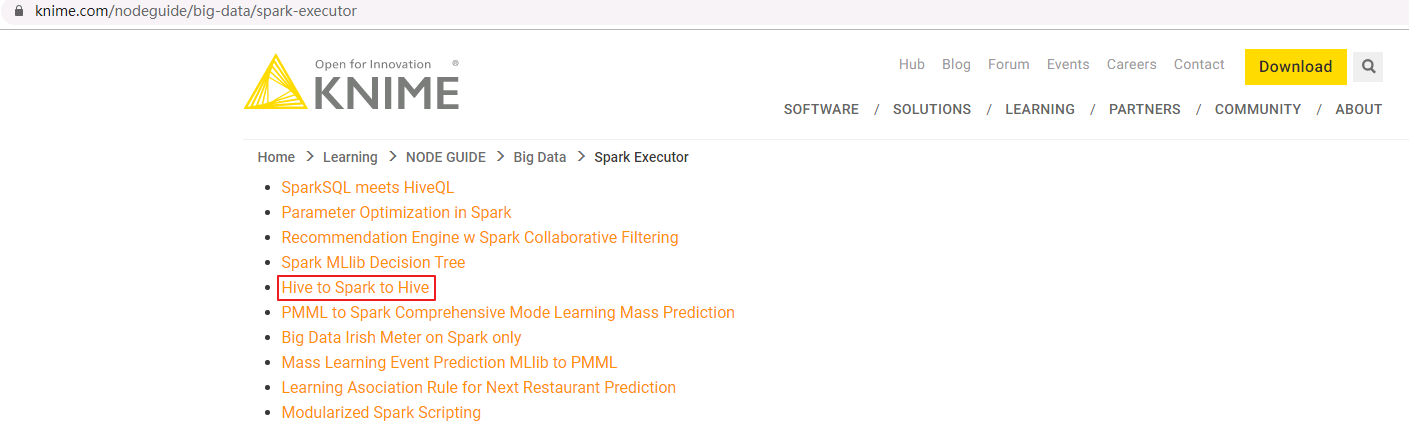 knime.com/nodeguide/big-data/spark-executor
Open for Innovation ®
KNIME
Hub Blog Forum Events Careers Contact Download
SOFTWARE / SOLUTIONS / LEARNING / PARTNERS / COMMUNITY / ABOUT
Home > Learning > NODE GUIDE > Big Data > Spark Executor
• SparkSQL meets HiveQL
• Parameter Optimization in Spark
• Recommendation Engine w Spark Collaborative Filtering
• Spark MLlib Decision Tree
• Hive to Spark to Hive
• PMML to Spark Comprehensive Mode Learning Mass Prediction
• Big Data Irish Meter on Spark only
• Mass Learning Event Prediction MLlib to PMML
• Learning Asociation Rule for Next Restaurant Prediction
• Modularized Spark Scripting